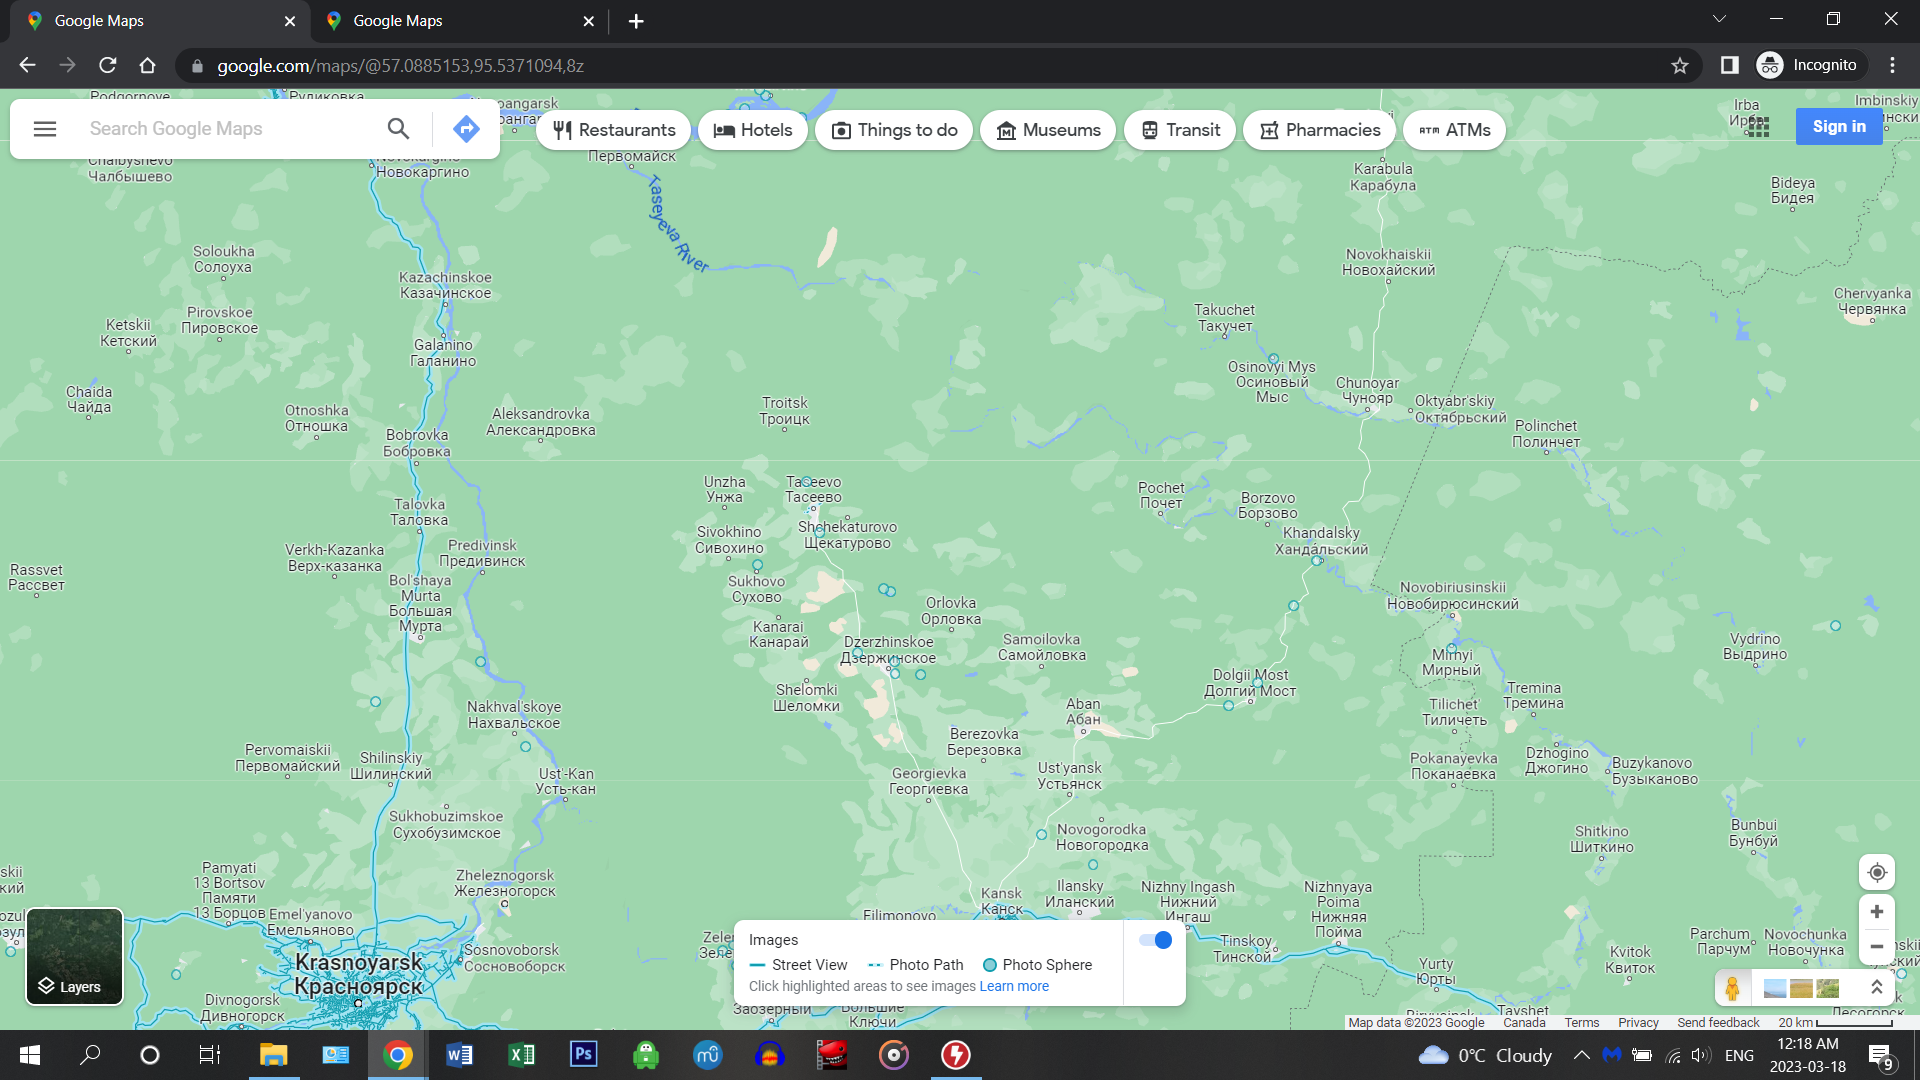 Google Maps
Google Maps
google.com/maps/@57.0885153,95.5371094,8z
Incognito
Search Google Maps
Restaurants
Hotels
Things to do
Museums
Transit
Pharmacies
ATM ATMs
Sign in
Irba
Imbinskiy
Первомайск
Chalbyshevo
Чалбышево
Novokargino
Новокаргино
Taseyeva River
Karabula
Карабула
Bideya
Бидея
Soloukha
Солоуха
Kazachinskoe
Казачинское
Novokhaiskii
Новохайский
Chervyanka
Червянка
Pirovskoe
Пировское
Ketskii
Кетский
Takuchet
Такучет
Galanino
Галанино
Osinovyi Mys
Осиновый
Мыс
Chunoyar
Чунояр
Chaida
Чайда
Otnoshka
Отношка
Aleksandrovka
Александровка
Troitsk
Троицк
Oktyabr'skiy
Октябрьский
Polinchet
Полинчет
Bobrovka
Бобровка
Unzha
Унжа
Taseevo
Тасеево
Pochet
Почет
Borzovo
Борзово
Talovka
Таловка
Sivokhino
Сивохино
Shchekaturovo
Щекатурово
Khandalsky
Хандальский
Verkh-Kazanka
Верх-казанка
Predivinsk
Предивинск
Rassvet
Рассвет
Bol'shaya
Murta
Большая
Мурта
Sukhovo
Сухово
Orlovka
Орловка
Novobiriusinskii
Новобирюсинский
Kanarai
Канарай
Dzerzhinskoe
Дзержинское
Samoilovka
Самойловка
Vydrino
Выдрино
Mirnyi
Мирный
Shelomki
Шеломки
Dolgii Most
Долгий Мост
Tremina
Тремина
Nakhval'skoye
Нахвальское
Aban
Абан
Tilichet'
Тиличеть
Pervomaiskii
Первомайский
Shilinskiy
Шилинский
Berezovka
Березовка
Ust-Kan
Усть-кан
Georgievka
Георгиевка
Ust'yansk
Устьянск
Pokanayevka
Поканаевка
Dzhogino
Джогино
Buzykanovo
Бузыканово
Sukhobuzimskoe
Сухобузимское
Novogorodka
Новогородка
Shitkino
Шиткино
Bunbui
Бунбуй
Pamyati
13 Bortsov
Памяти
13 Борцов
Zheleznogorsk
Железногорск
Kansk
Канск
Ilansky
Иланский
Nizhny Ingash
Нижний
Ингаш
Nizhnyaya
Poima
Нижняя
Пойма
Emel'yanovo
Емельяново
Filimonovo
Sosnovoborsk
Сосновоборск
Krasnoyarsk
Красноярск
Tinskoy
Тинской
Yurty
Юрты
Kvitok
Квиток
Parchum
Парчум
Novochunka
Новочунка
Divnogorsk
Дивногорск
Layers
Images
Street View
Photo Path
Photo Sphere
Click highlighted areas to see images Learn more
Заозерный
Ключи
Map data ©2023 Google
Canada
Terms
Privacy
Send feedback
20 km
0°C Cloudy
ENG
12:18 AM
2023-03-18
9